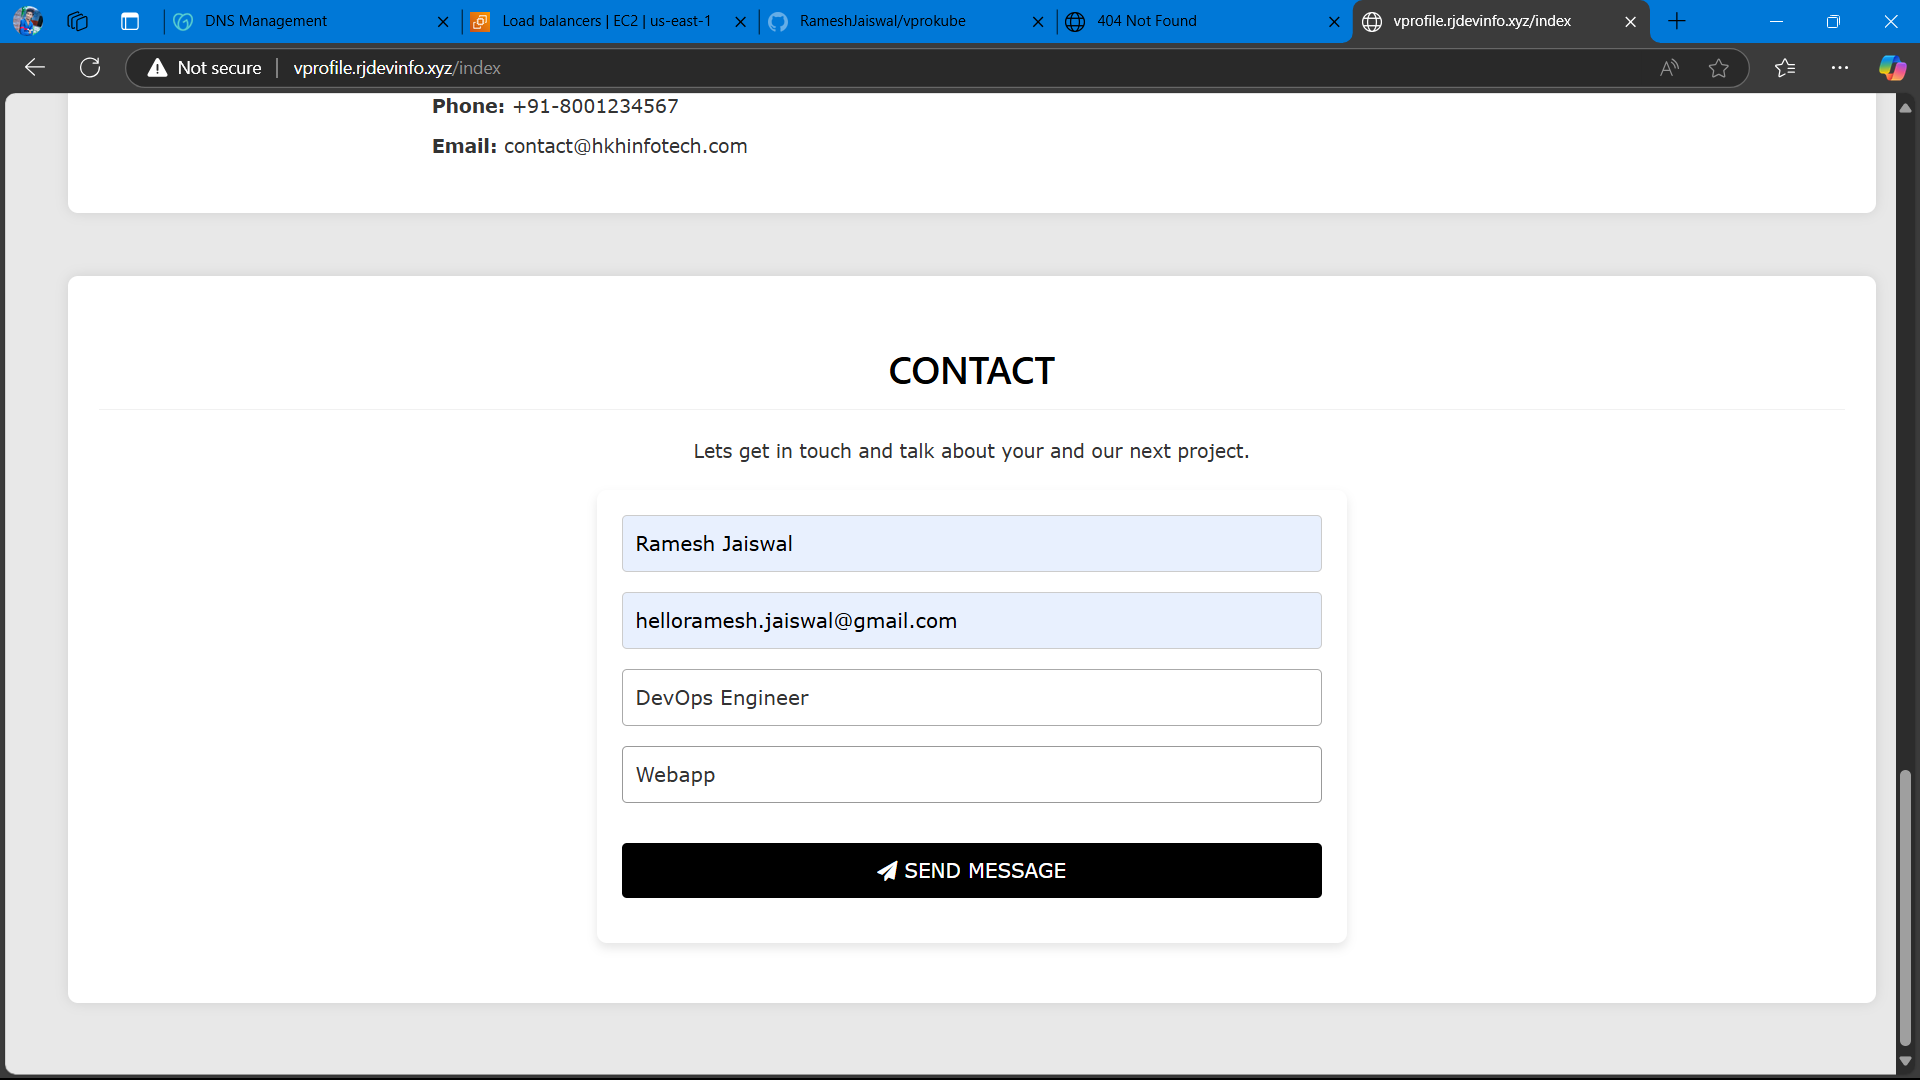 DNS Management
Load balancers | EC2 | us-east-1
RameshJaiswal/vprokube
404 Not Found
vprofile.rjdevinfo.xyz/index
Not secure
vprofile.rjdevinfo.xyz/index
Phone: +91-8001234567
Email: contact@hkhinfotech.com
CONTACT
Lets get in touch and talk about your and our next project.
Ramesh Jaiswal
helloramesh.jaiswal@gmail.com
DevOps Engineer
Webapp
SEND MESSAGE